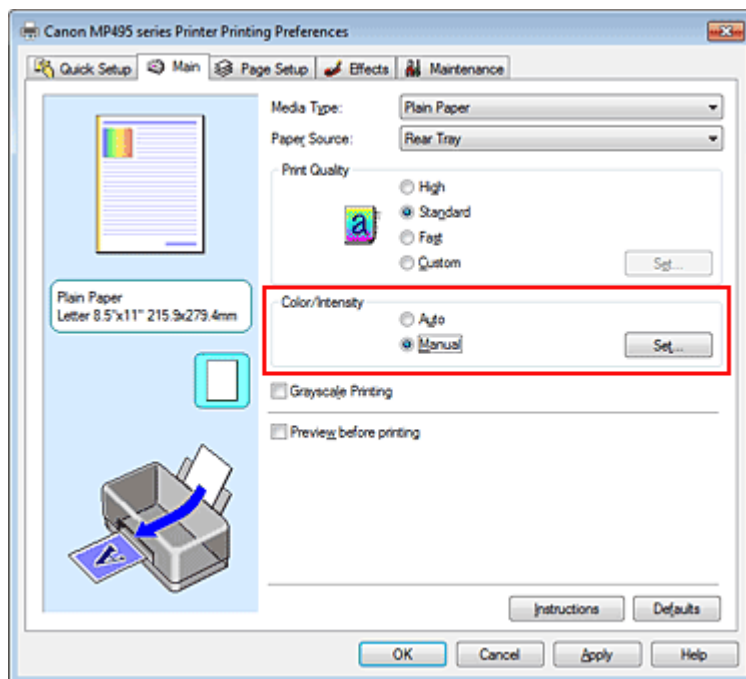 Canon MP495 series Printer Printing Preferences
Quick Setup Main Page Setup Effects Maintenance
Media Type: Plain Paper
Paper Source: Rear Tray
Print Quality
High
a
Standard
Fast
Custom Set...
Plain Paper
Letter 8.5"x11" 215.9x279.4mm
Color/Intensity
Auto
Manual Set...
Grayscale Printing
Preview before printing
A
Instructions Defaults
OK Cancel Apply Help